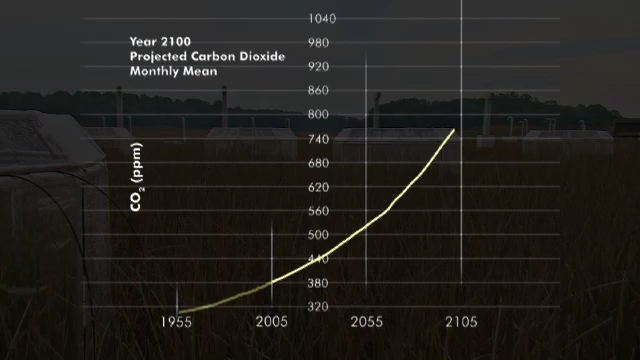 1040
Year 2100
980
Projected Carbon Dioxide
920
Monthly Mean
860
800
740
CO2 (ppm)
680
620
560
500
440
380
320
1955 2005 2055 2105